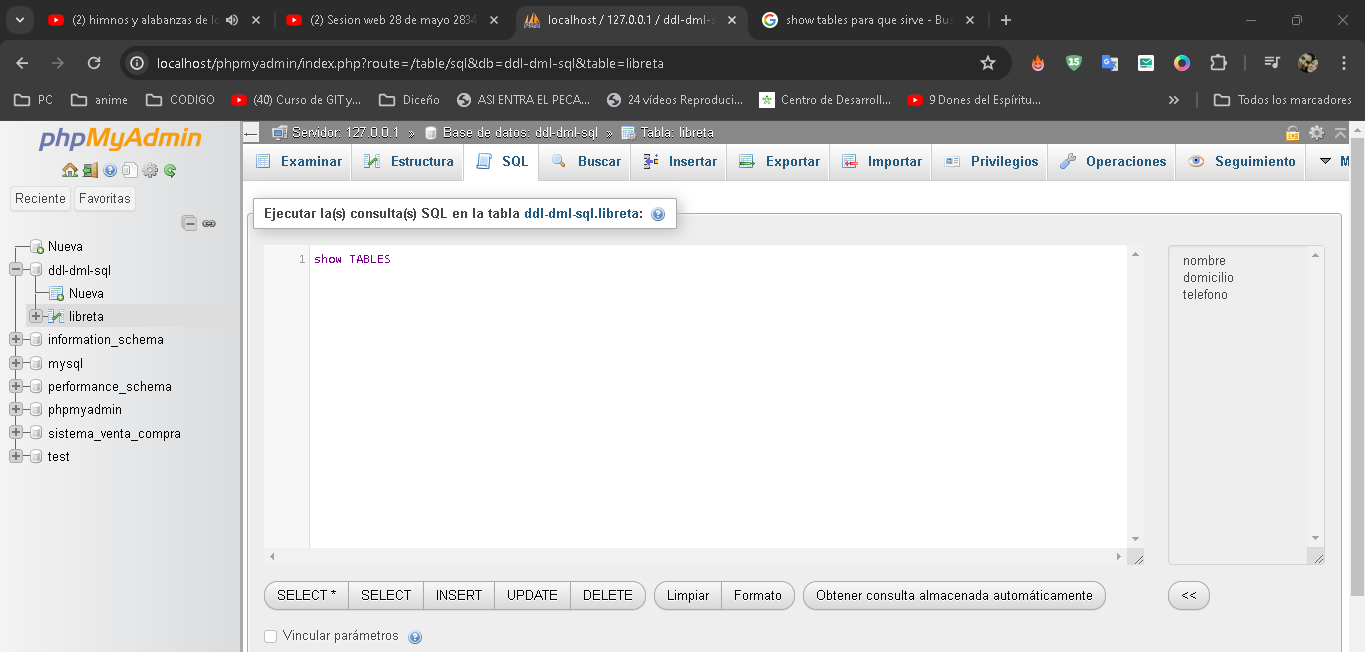 (2) himnos y alabanzas de lo
(2) Sesion web 28 de mayo 2834
localhost / 127.0.0.1 / ddl-dml-s
show tables para que sirve - Bus
localhost/phpmyadmin/index.php?route=/table/sql&db=ddl-dml-sql&table=libreta
15
PC
anime
CODIGO
(40) Curso de GIT y...
Diceño
ASI ENTRA EL PECA...
24 vídeos Reproduci...
Centro de Desarroll...
9 Dones del Espíritu...
»
Todos los marcadores
phpMyAdmin
Reciente
Favoritas
Nueva
ddl-dml-sql
Nueva
libreta
information_schema
mysql
performance_schema
phpmyadmin
sistema_venta_compra
test
Servidor: 127.0.0.1 » Base de datos: ddl-dml-sql » Tabla: libreta
Examinar
Estructura
SQL
Buscar
Insertar
Exportar
Importar
Privilegios
Operaciones
Seguimiento
M
Ejecutar la(s) consulta(s) SQL en la tabla ddl-dml-sql.libreta:
1 show TABLES
nombre
domicilio
telefono
SELECT *
SELECT
INSERT
UPDATE
DELETE
Limpiar
Formato
Obtener consulta almacenada automáticamente
<<
Vincular parámetros